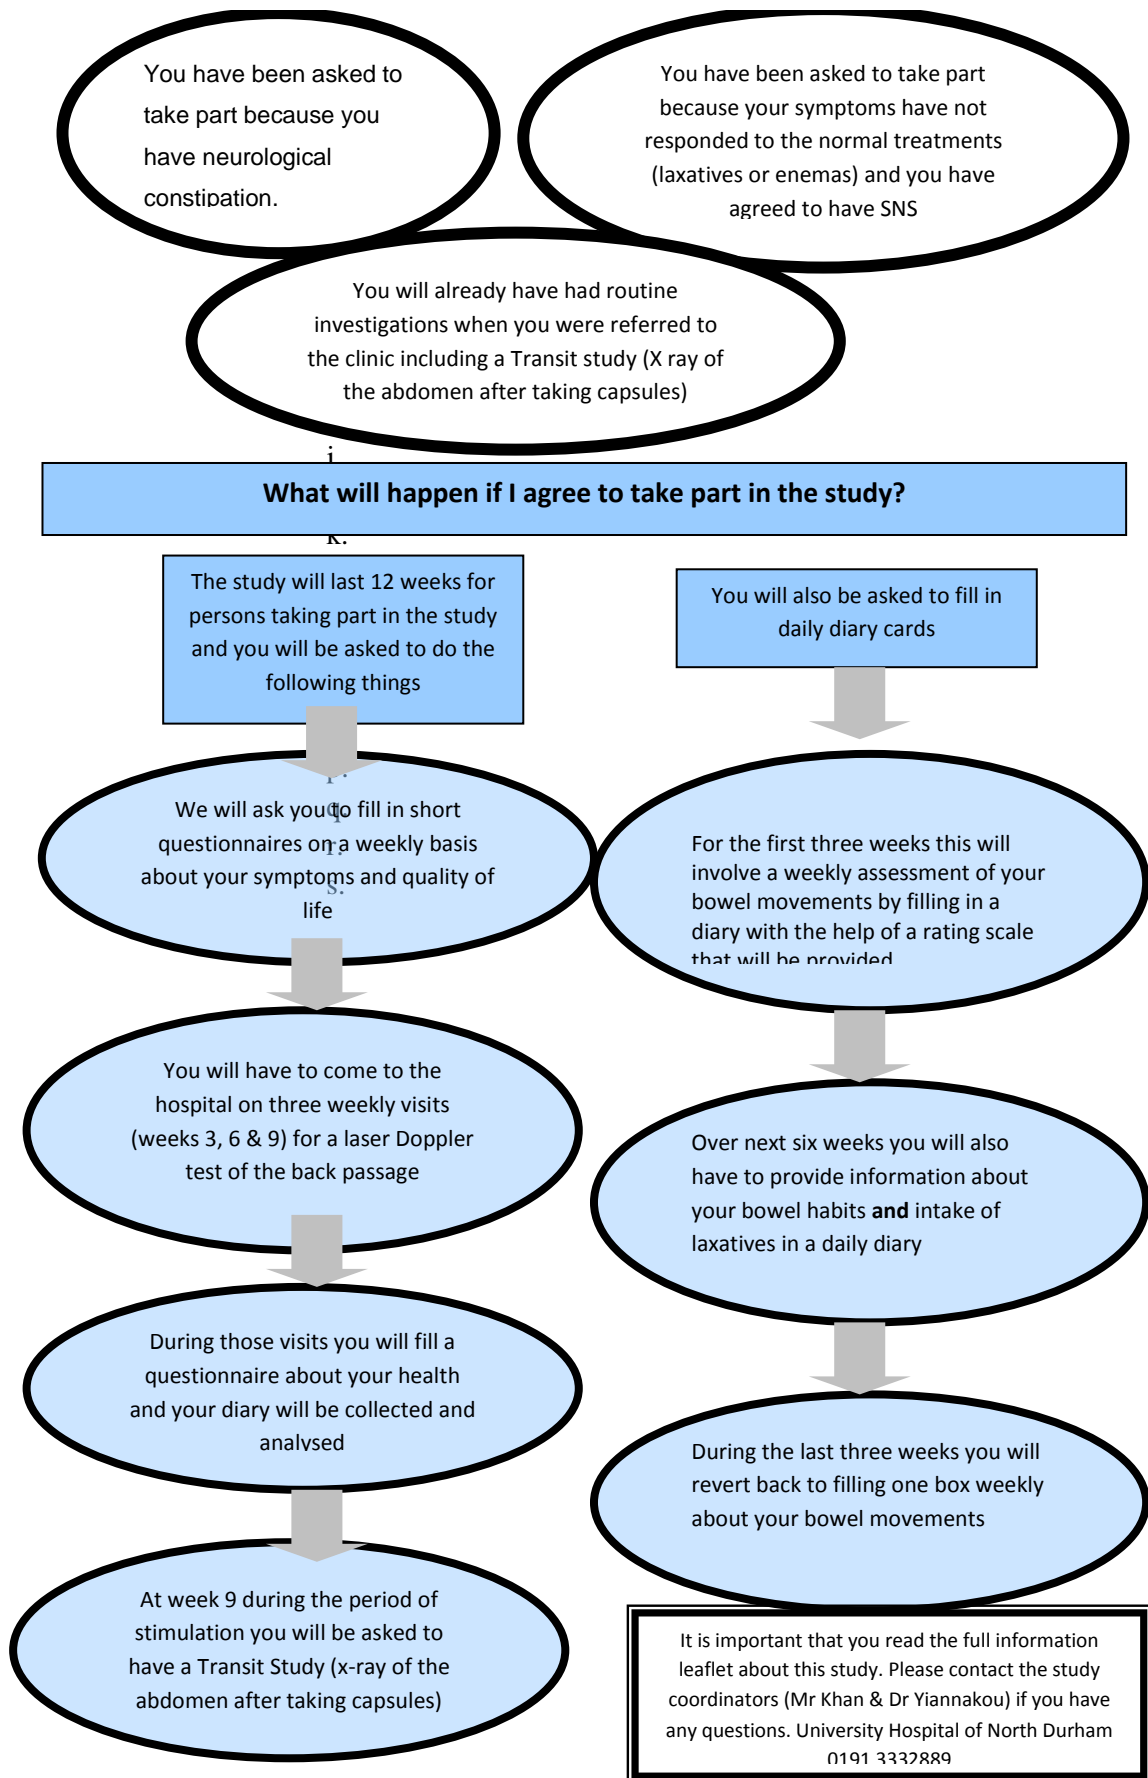 You have been asked to
take part because you
have neurological
constipation.
You have been asked to take part
because your symptoms have not
responded to the normal treatments
(laxatives or enemas) and you have
agreed to have SNS
You will already have had routine
investigations when you were referred to
the clinic including a Transit study (X ray of
the abdomen after taking capsules)
i.
What will happen if I agree to take part in the study?
k.
The study will last 12 weeks for
persons taking part in the study
and you will be asked to do the
following things
You will also be asked to fill in
daily diary cards
p.
q.
r.
s.
We will ask you to fill in short
questionnaires on a weekly basis
about your symptoms and quality of
life
For the first three weeks this will
involve a weekly assessment of your
bowel movements by filling in a
diary with the help of a rating scale
that will be provided
You will have to come to the
hospital on three weekly visits
(weeks 3, 6 & 9) for a laser Doppler
test of the back passage
Over next six weeks you will also
have to provide information about
your bowel habits and intake of
laxatives in a daily diary
During those visits you will fill a
questionnaire about your health
and your diary will be collected and
analysed
During the last three weeks you will
revert back to filling one box weekly
about your bowel movements
At week 9 during the period of
stimulation you will be asked to
have a Transit Study (x-ray of the
abdomen after taking capsules)
It is important that you read the full information
leaflet about this study. Please contact the study
coordinators (Mr Khan & Dr Yiannakou) if you have
any questions. University Hospital of North Durham
0191 3332889